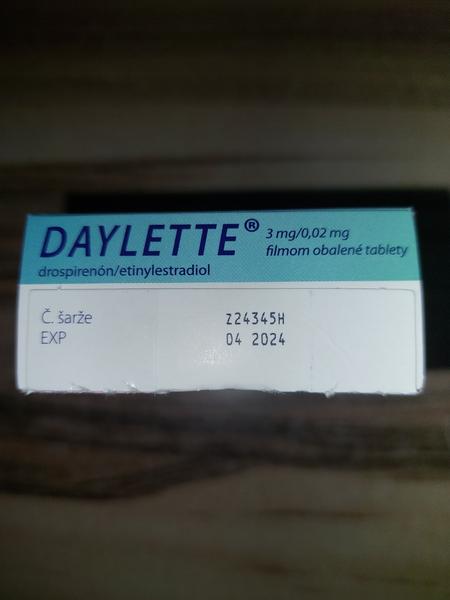 DAYLETTE® 3 mg/0,02 mg
filmom obalené tablety
drospirenón/etinylestradiol
Č. šarže Z24345H
EXP 04 2024